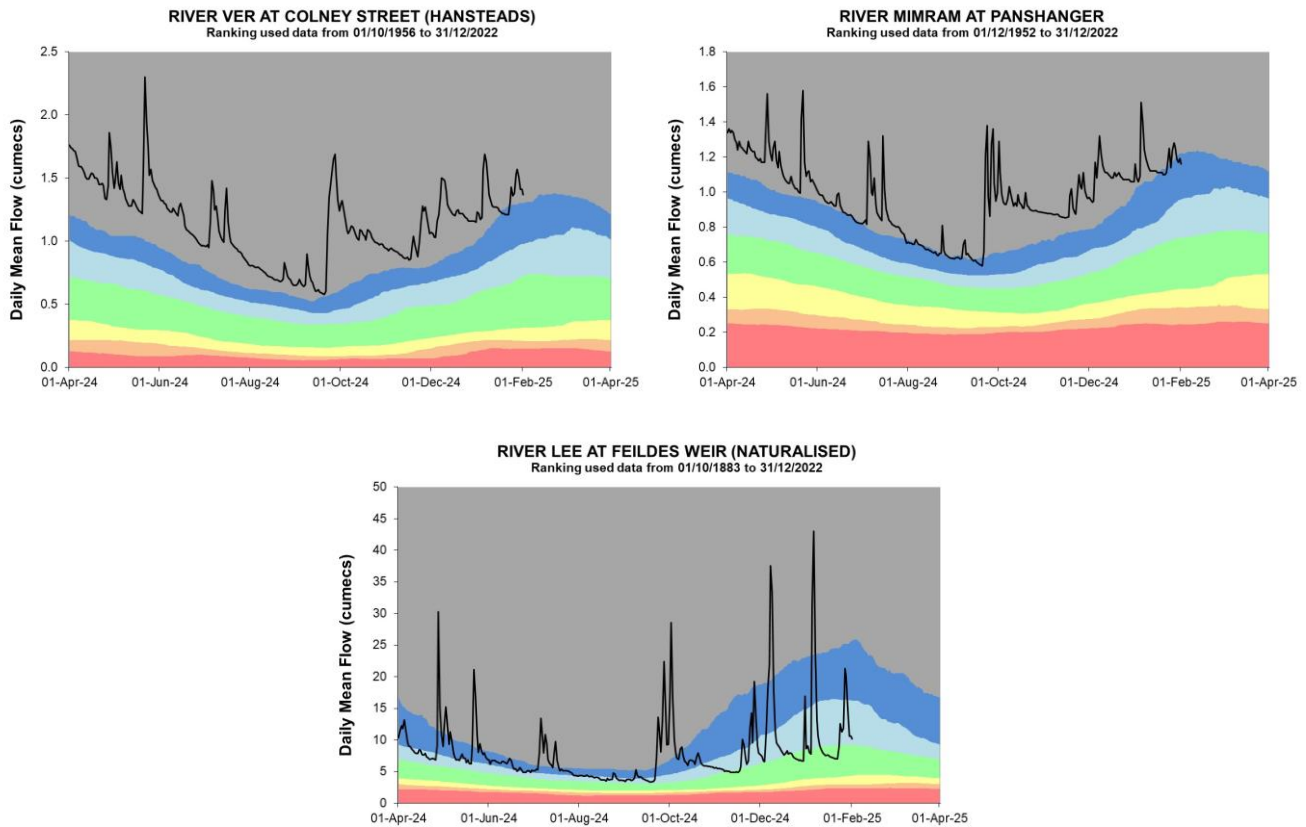 RIVER VER AT COLNEY STREET (HANSTEADS)
Ranking used data from 01/10/1956 to 31/12/2022
Daily Mean Flow (cumecs)
2.5
2.0
1.5
1.0
0.5
0.0
01-Apr-24 01-Jun-24 01-Aug-24 01-Oct-24 01-Dec-24 01-Feb-25 01-Apr-25
RIVER MIMRAM AT PANSHANGER
Ranking used data from 01/12/1952 to 31/12/2022
Daily Mean Flow (cumecs)
1.8
1.6
1.4
1.2
1.0
0.8
0.6
0.4
0.2
0.0
01-Apr-24 01-Jun-24 01-Aug-24 01-Oct-24 01-Dec-24 01-Feb-25 01-Apr-25
RIVER LEE AT FEILDES WEIR (NATURALISED)
Ranking used data from 01/10/1883 to 31/12/2022
Daily Mean Flow (cumecs)
50
45
40
35
30
25
20
15
10
5
0
01-Apr-24 01-Jun-24 01-Aug-24 01-Oct-24 01-Dec-24 01-Feb-25 01-Apr-25